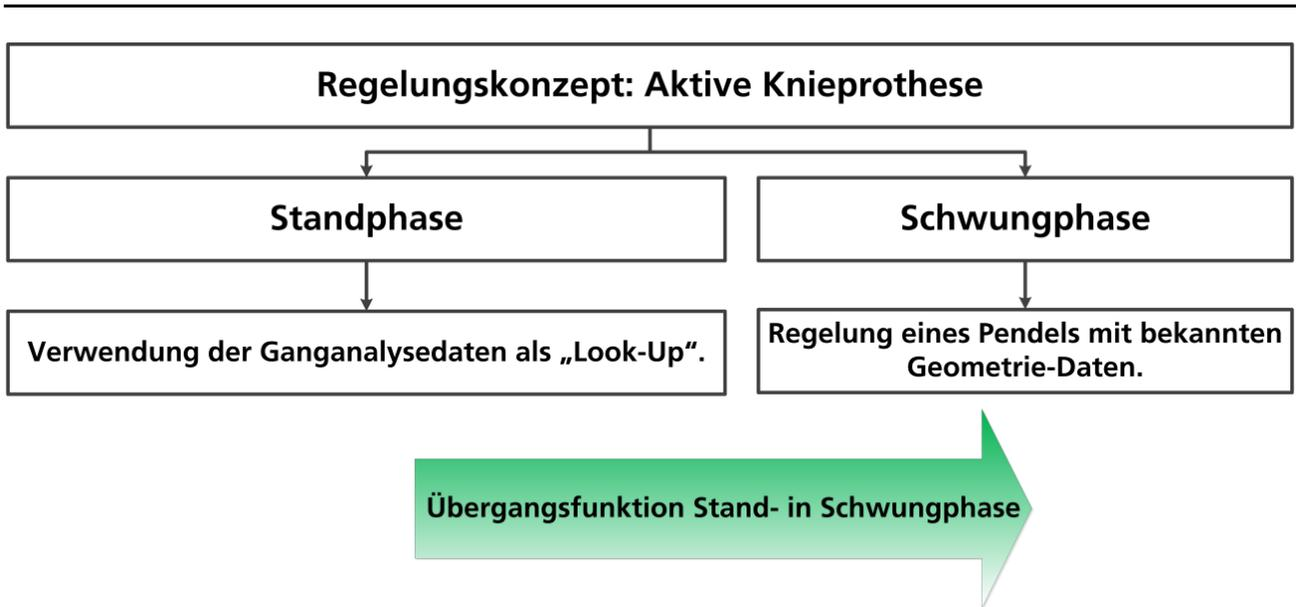 Regelungskonzept: Aktive Knieprothese
Standphase
Schwungphase
Verwendung der Ganganalysedaten als „Look-Up“.
Regelung eines Pendels mit bekannten
Geometrie-Daten.
Übergangsfunktion Stand- in Schwungphase